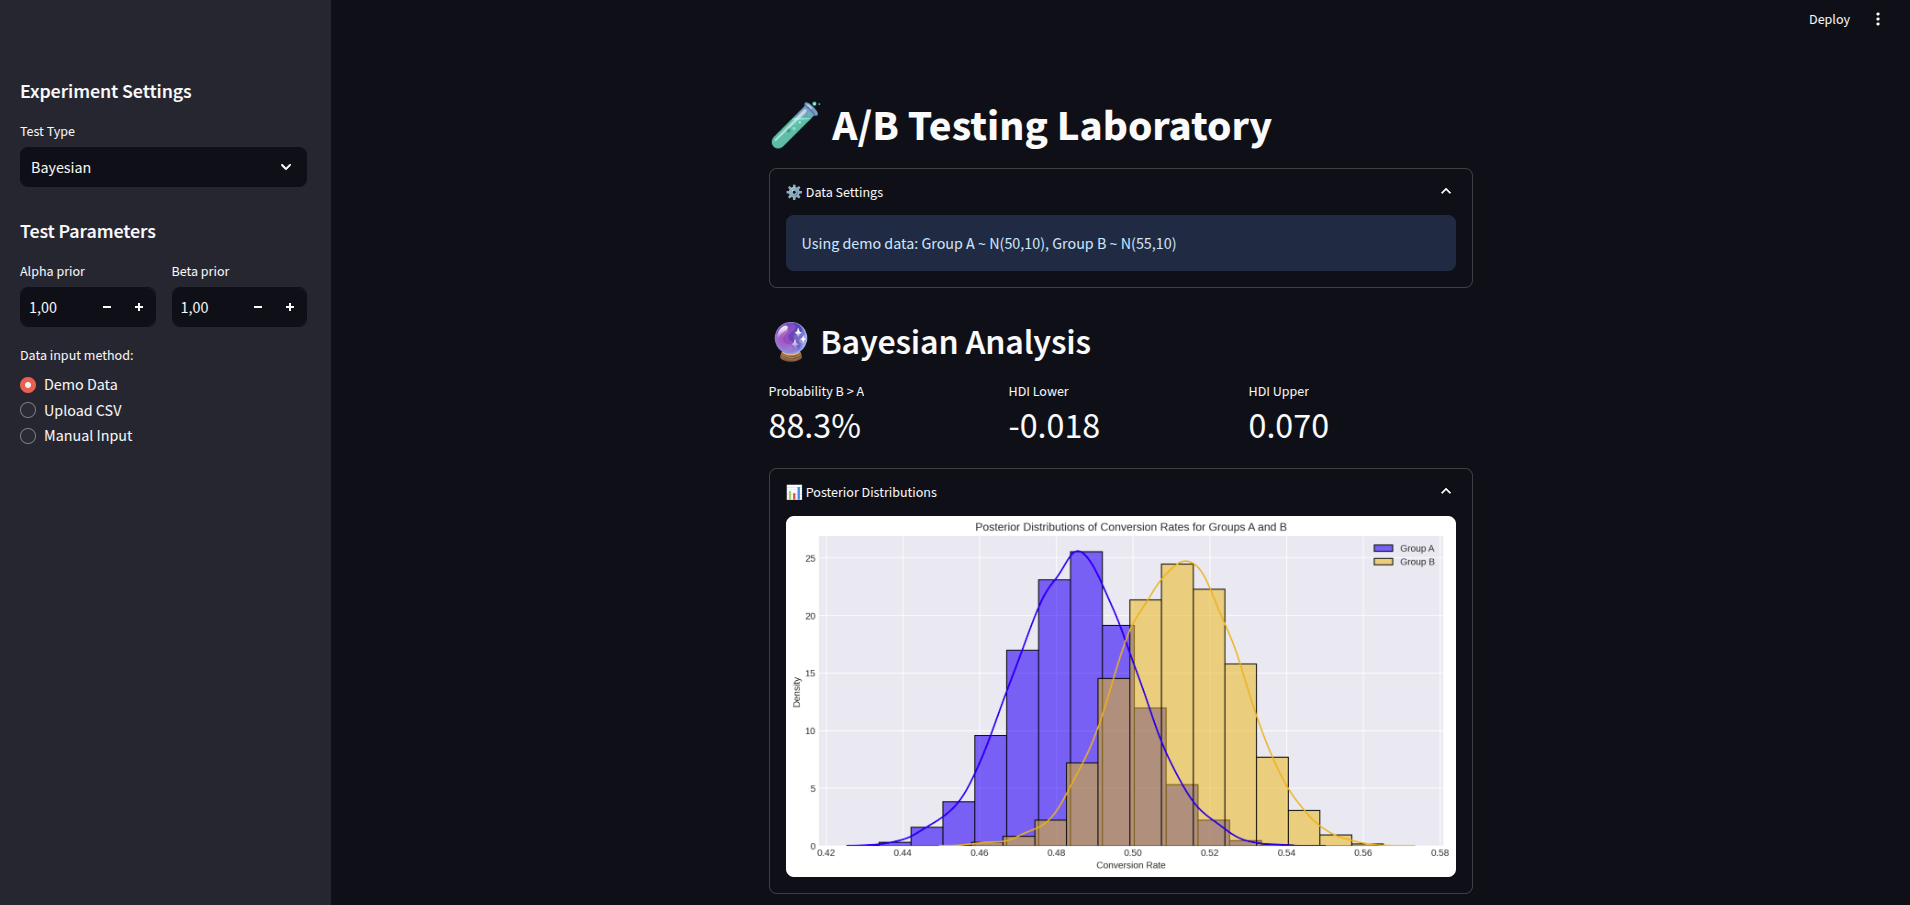 Deploy
Experiment Settings
Test Type
Bayesian
Test Parameters
Alpha prior
Beta prior
1,00
1,00
Data input method:
Demo Data
Upload CSV
Manual Input
A/B Testing Laboratory
Data Settings
Using demo data: Group A ~ N(50,10), Group B ~ N(55,10)
Bayesian Analysis
Probability B > A
HDI Lower
HDI Upper
88.3%
-0.018
0.070
Posterior Distributions
Posterior Distributions of Conversion Rates for Groups A and B
Group A
Group B
Density
25
20
15
10
5
0
0.42 0.44 0.46 0.48 0.50 0.52 0.54 0.56 0.58
Conversion Rate